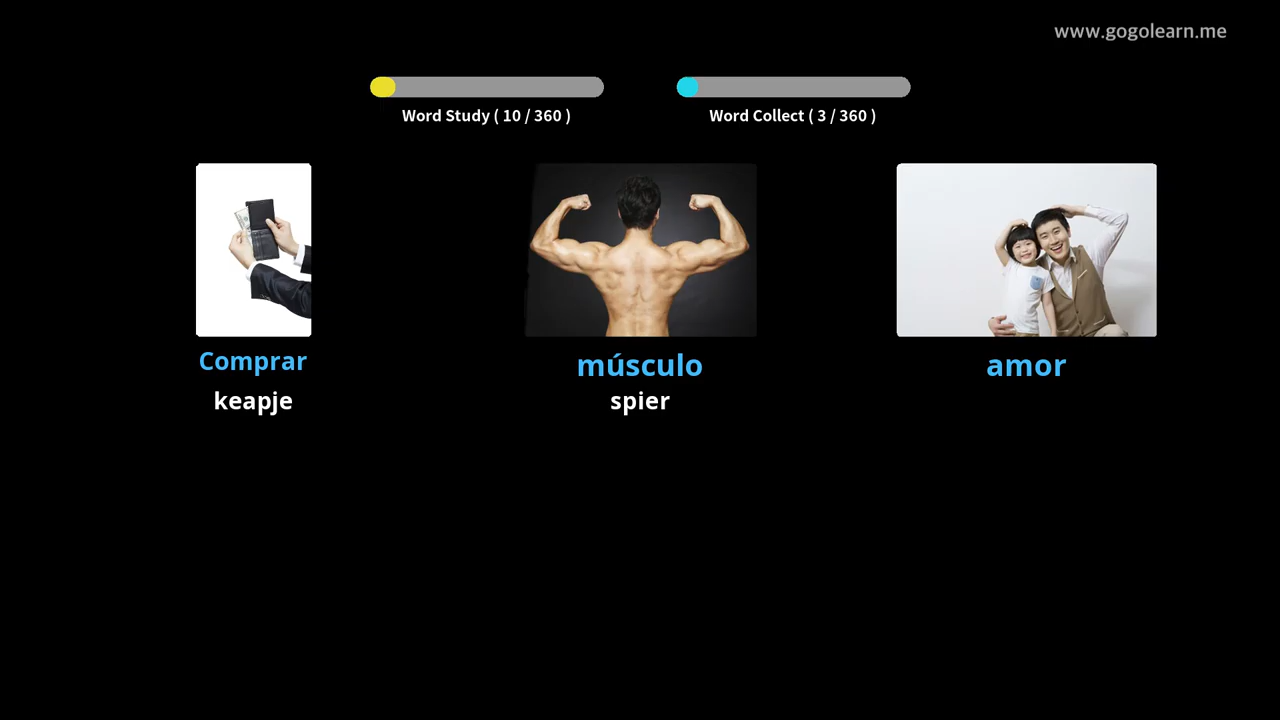 www.gogolearn.me
Word Study ( 10 / 360 )
Word Collect ( 3 / 360 )
Comprar
keapje
músculo
spier
amor